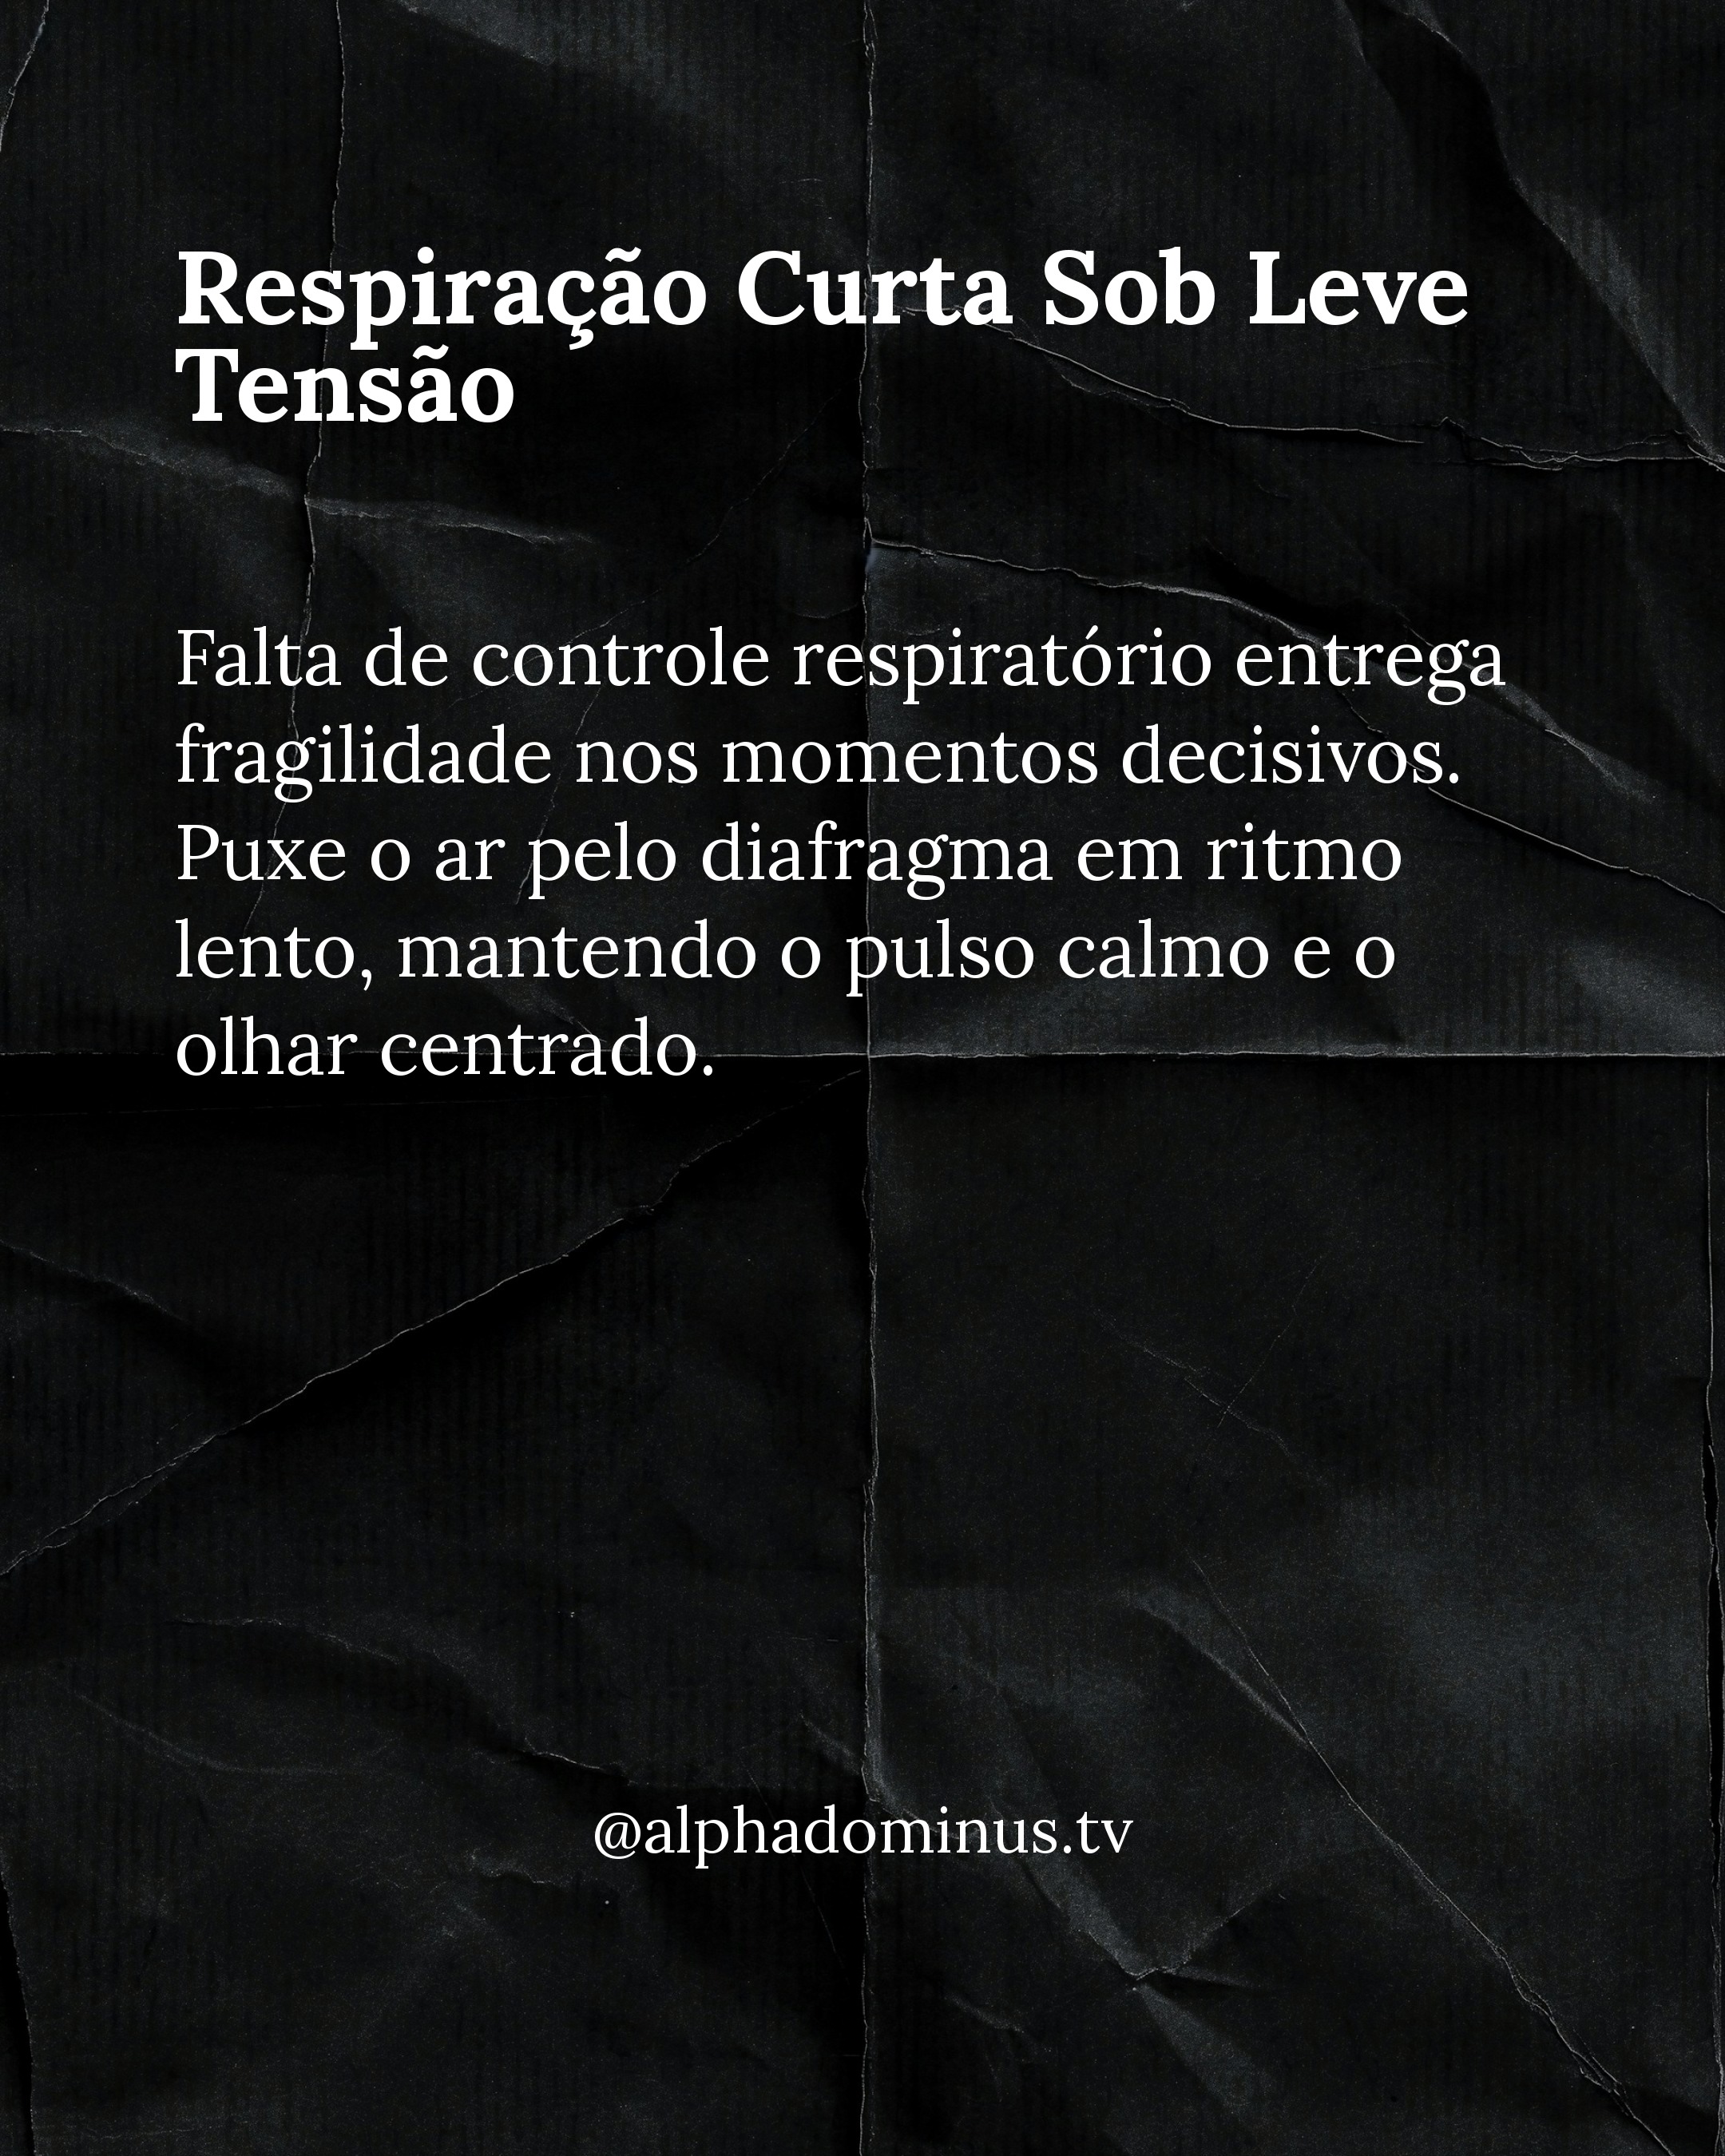 Respiração Curta Sob Leve
Tensão
Falta de controle respiratório entrega
fragilidade nos momentos decisivos.
Puxe o ar pelo diafragma em ritmo
lento, mantendo o pulso calmo e o
olhar centrado.
@alphadominus.tv